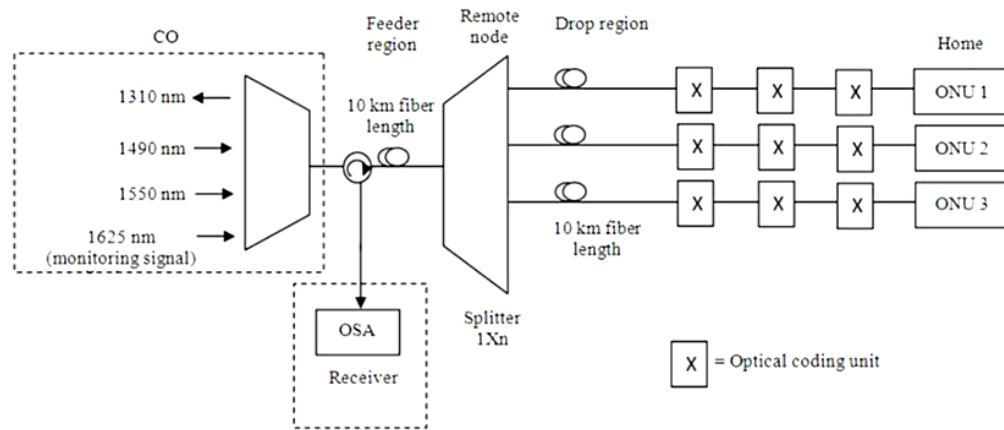 CO
1310 nm
1490 nm
1550 nm
1625 nm
(monitoring signal)
Feeder
region
10 km fiber
length
OSA
Receiver
Remote
node
Splitter
1Xn
Drop region
10 km fiber
length
Home
X X X ONU 1
X X X ONU 2
X X X ONU 3
X = Optical coding unit